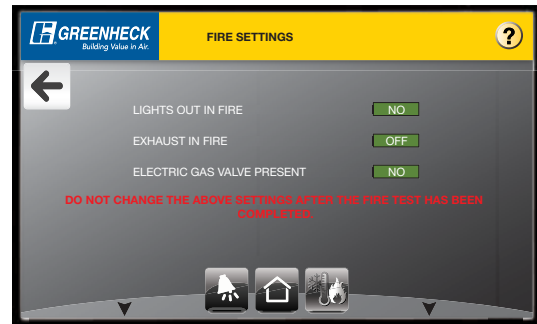 GREENHECK
Building Value in Air.
FIRE SETTINGS
?
LIGHTS OUT IN FIRE NO
EXHAUST IN FIRE OFF
ELECTRIC GAS VALVE PRESENT NO
DO NOT CHANGE THE ABOVE SETTINGS AFTER THE FIRE TEST HAS BEEN
COMPLETED.